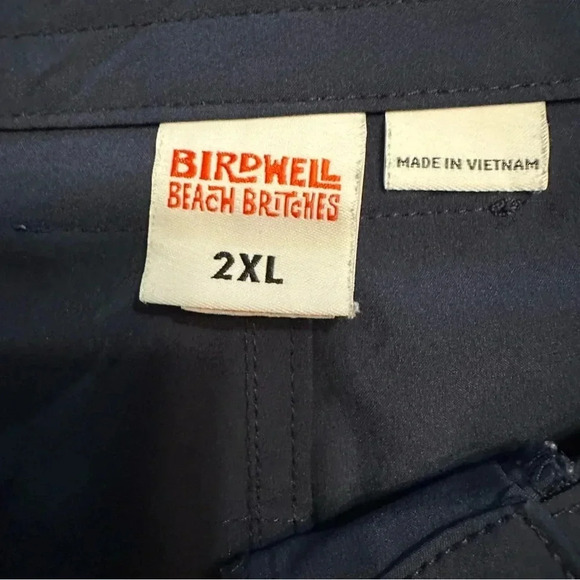 BIRDWELL
BEACH BRITCHES
2XL
MADE IN VIETNAM